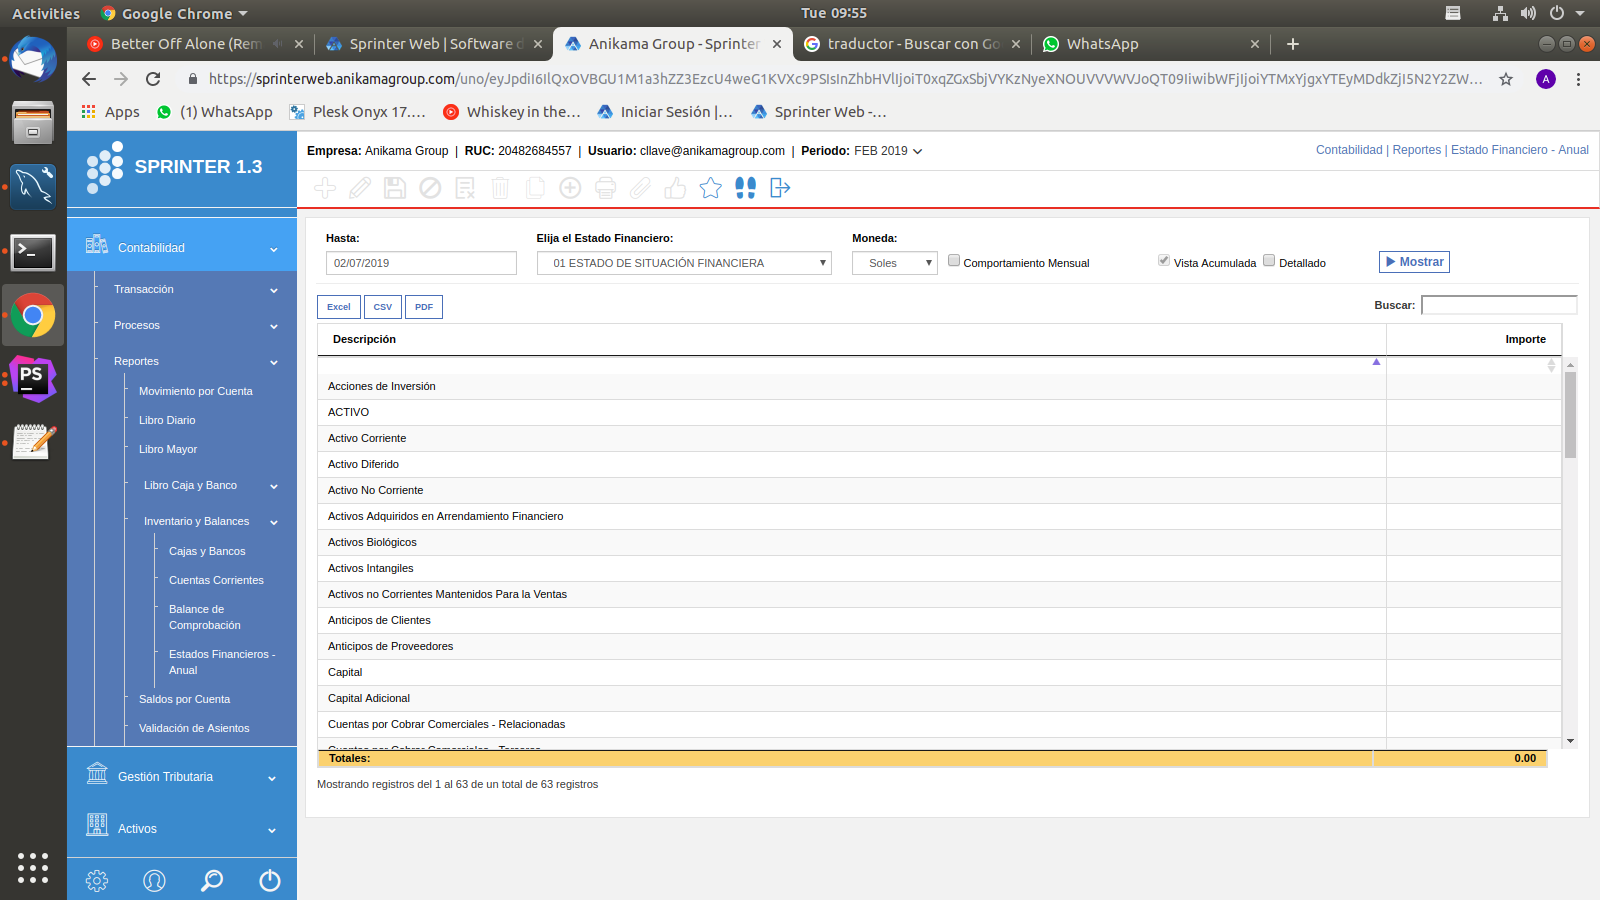 Activities
Google Chrome
Tue 09:55
Better Off Alone (Rem
Sprinter Web | Software d
Anikama Group - Sprinter
traductor - Buscar con Go
WhatsApp
https://sprinterweb.anikamagroup.com/uno/
A
Apps
(1) WhatsApp
Plesk Onyx 17....
Whiskey in the...
Iniciar Sesión |...
Sprinter Web -...
SPRINTER 1.3
Empresa: Anikama Group | RUC: 20482684557 | Usuario: cllave@anikamagroup.com | Periodo: FEB 2019
Contabilidad | Reportes | Estado Financiero - Anual
Contabilidad
Transacción
Procesos
Reportes
Movimiento por Cuenta
Libro Diario
Libro Mayor
Libro Caja y Banco
Inventario y Balances
Cajas y Bancos
Cuentas Corrientes
Balance de
Comprobación
Estados Financieros -
Anual
Saldos por Cuenta
Validación de Asientos
Gestión Tributaria
Activos
PS
Hasta:
02/07/2019
Elija el Estado Financiero:
01 ESTADO DE SITUACIÓN FINANCIERA
Moneda:
Soles
Comportamiento Mensual
Vista Acumulada
Detallado
Mostrar
Excel
CSV
PDF
Buscar:
Descripción
Importe
Acciones de Inversión
ACTIVO
Activo Corriente
Activo Diferido
Activo No Corriente
Activos Adquiridos en Arrendamiento Financiero
Activos Biológicos
Activos Intangiles
Activos no Corrientes Mantenidos Para la Ventas
Anticipos de Clientes
Anticipos de Proveedores
Capital
Capital Adicional
Cuentas por Cobrar Comerciales - Relacionadas
Cuentas por Cobrar Comerciales - Terceros
Totales:
0.00
Mostrando registros del 1 al 63 de un total de 63 registros